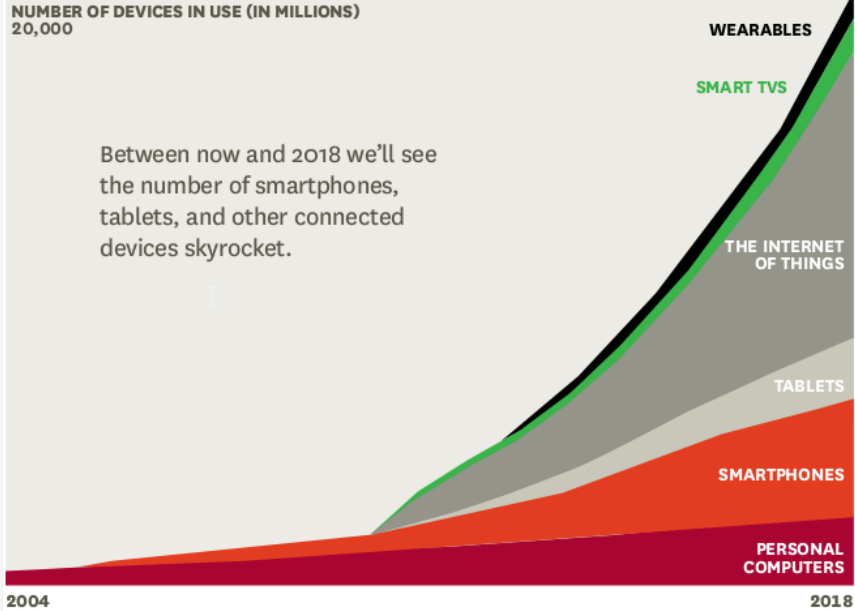 NUMBER OF DEVICES IN USE (IN MILLIONS)
20,000
WEARABLES
SMART TVS
Between now and 2018 we’ll see
the number of smartphones,
tablets, and other connected
devices skyrocket.
THE INTERNET
OF THINGS
TABLETS
SMARTPHONES
PERSONAL
COMPUTERS
2004
2018